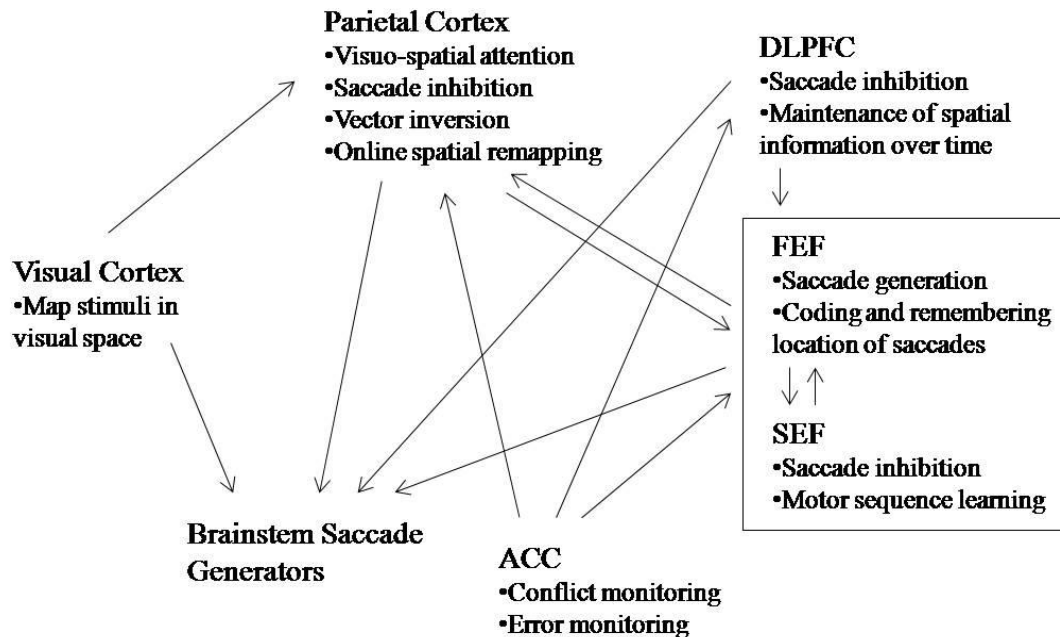 Parietal Cortex
•Visuo-spatial attention
•Saccade inhibition
•Vector inversion
•Online spatial remapping
DLPFC
•Saccade inhibition
•Maintenance of spatial
information over time
Visual Cortex
•Map stimuli in
visual space
FEF
•Saccade generation
•Coding and remembering
location of saccades
SEF
•Saccade inhibition
•Motor sequence learning
Brainstem Saccade
Generators
ACC
•Conflict monitoring
•Error monitoring